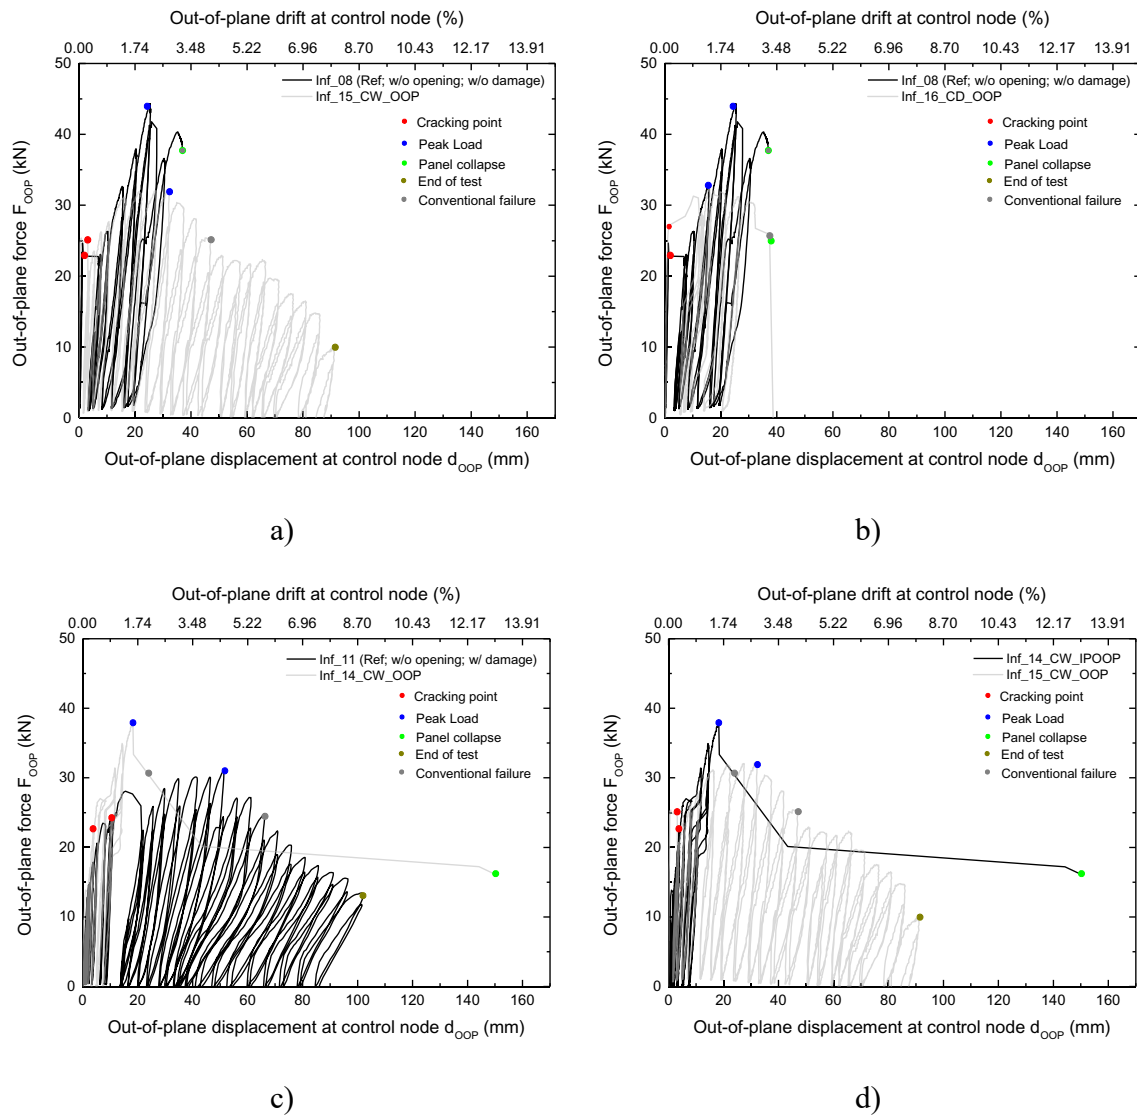 Out-of-plane drift at control node (%)
0.00 1.74 3.48 5.22 6.96 8.70 10.43 12.17 13.91
50
40
30
20
10
0
Out-of-plane force FOOP (kN)
Inf_08 (Ref; w/o opening; w/o damage)
Inf_15_CW_OOP
Cracking point
Peak Load
Panel collapse
End of test
Conventional failure
0 20 40 60 80 100 120 140 160
Out-of-plane displacement at control node dOOP (mm)
a)
Out-of-plane drift at control node (%)
0.00 1.74 3.48 5.22 6.96 8.70 10.43 12.17 13.91
50
40
30
20
10
0
Out-of-plane force FOOP (kN)
Inf_08 (Ref; w/o opening; w/o damage)
Inf_16_CD_OOP
Cracking point
Peak Load
Panel collapse
End of test
Conventional failure
0 20 40 60 80 100 120 140 160
Out-of-plane displacement at control node dOOP (mm)
b)
Out-of-plane drift at control node (%)
0.00 1.74 3.48 5.22 6.96 8.70 10.43 12.17 13.91
50
40
30
20
10
0
Out-of-plane force FOOP (kN)
Inf_11 (Ref; w/o opening; w/ damage)
Inf_14_CW_OOP
Cracking point
Peak Load
Panel collapse
End of test
Conventional failure
0 20 40 60 80 100 120 140 160
Out-of-plane displacement at control node dOOP (mm)
c)
Out-of-plane drift at control node (%)
0.00 1.74 3.48 5.22 6.96 8.70 10.43 12.17 13.91
50
40
30
20
10
0
Out-of-plane force FOOP (kN)
Inf_14_CW_IPOOP
Inf_15_CW_OOP
Cracking point
Peak Load
Panel collapse
End of test
Conventional failure
0 20 40 60 80 100 120 140 160
Out-of-plane displacement at control node dOOP (mm)
d)